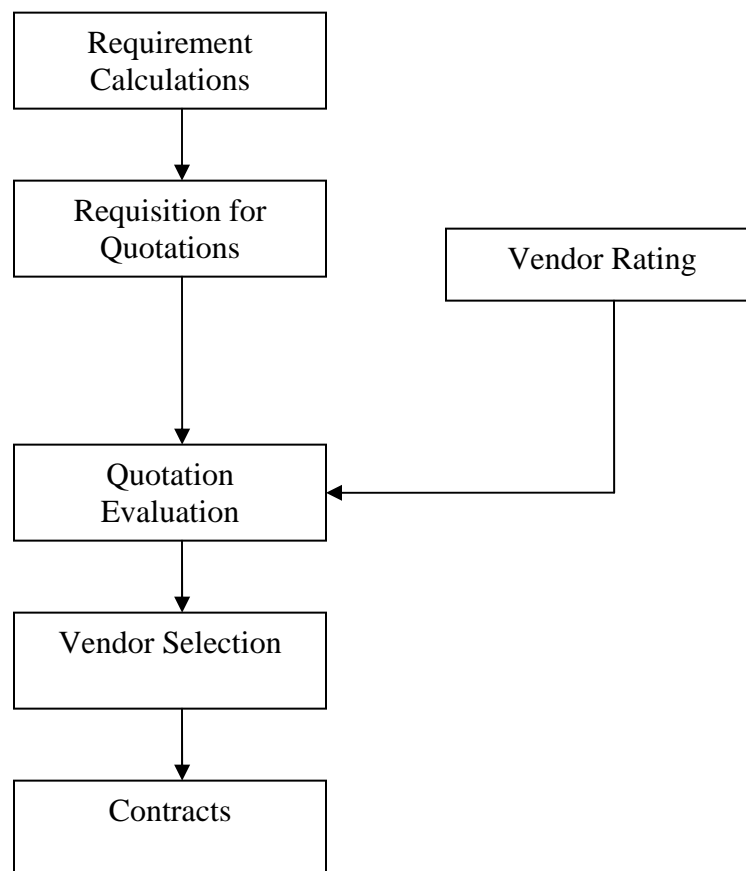 Requirement
Calculations
Requisition for
Quotations
Vendor Rating
Quotation
Evaluation
Vendor Selection
Contracts